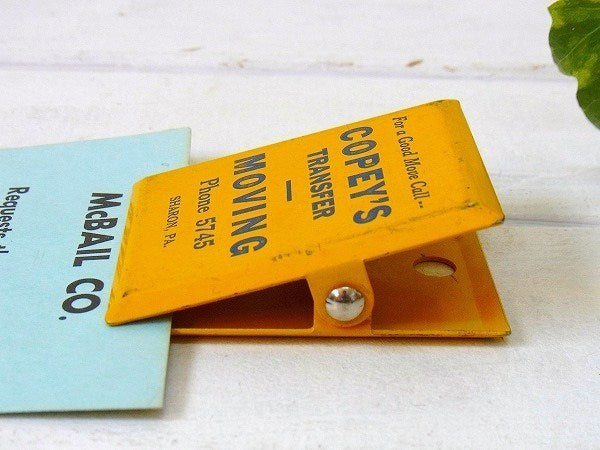 For a Good Move Call--
COPEY'S
TRANSFER
—
MOVING
Phone 5745
SHARON, PA.
McBAIL CO.